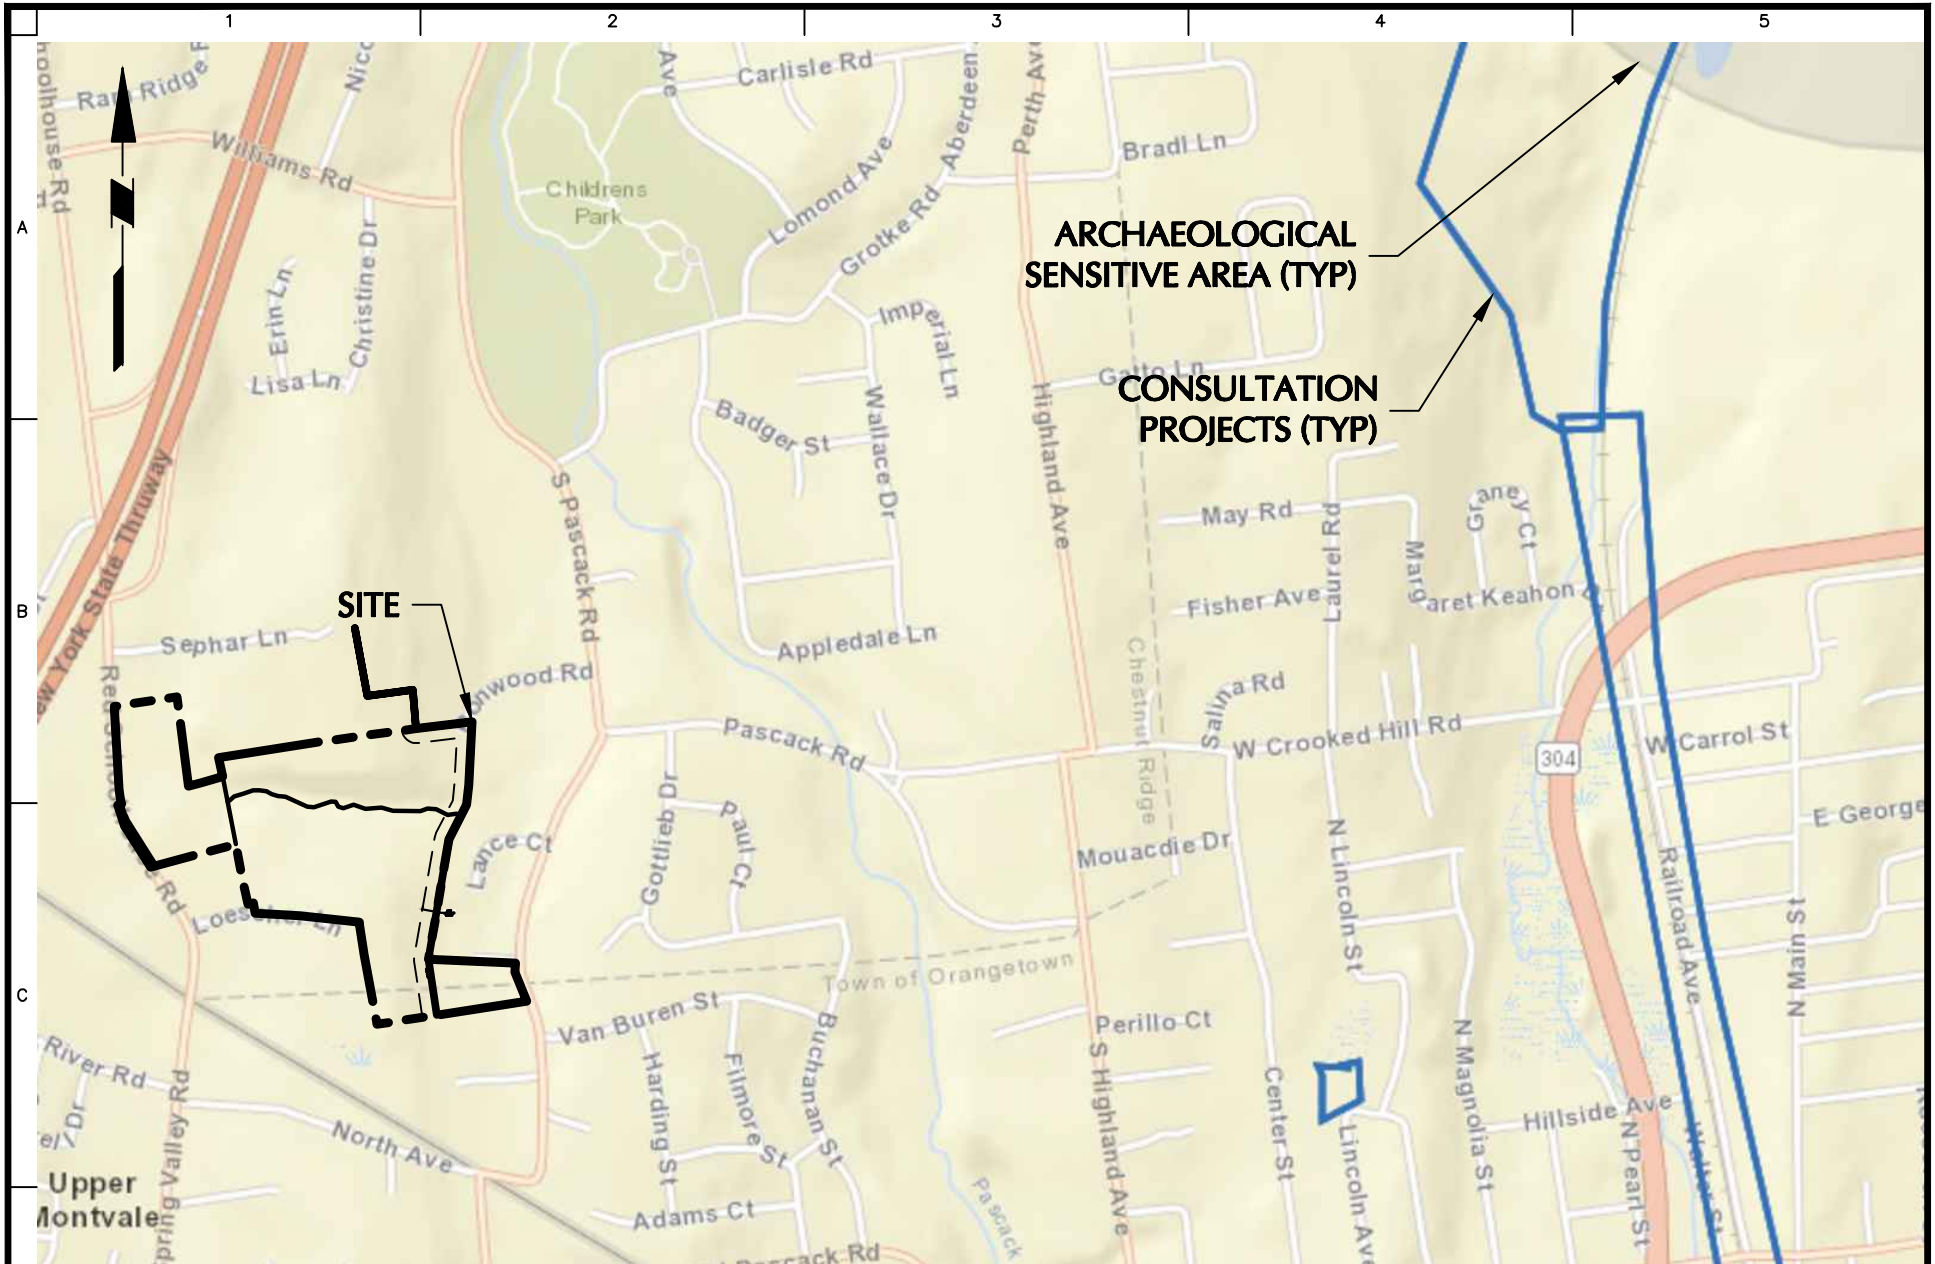 1
2
3
4
5
A
B
C
Ram Ridge
Williams Rd
Erin Ln
Christine Dr
Lisa Ln
Childrens
Park
Ave
Carlisle Rd
Aberdeen
Perth
Lomond Ave
Grotke Rd
Bradl Ln
Imperial Ln
ARCHAEOLOGICAL
SENSITIVE AREA (TYP)
Gatto Ln
CONSULTATION
PROJECTS (TYP)
Badger St
Wallace Dr
Highland Ave
New York State Thruway
S Pascack Rd
May Rd
Laurel Rd
Graney Ct
Margaret Keahon
Fisher Ave
SITE
Sephar Ln
Appledale Ln
Chestnut Ridge
Salina Rd
Pascack Rd
W Crooked Hill Rd
304
W Carrol St
Lance Ct
Gottlieb Dr
Paul Ct
Mouacdie Dr
N Lincoln St
Railroad Ave
E George
N Main St
Town of Orangetown
Van Buren St
Perillo Ct
River Rd
Spring Valley Rd
North Ave
Harding St
Filmore St
Buchanan St
S Highland Ave
Center St
Lincoln Ave
N Magnolia St
Hillside Ave
N Pearl St
Walter St
Upper
Montvale
Adams Ct
Pascack
Pascack Rd